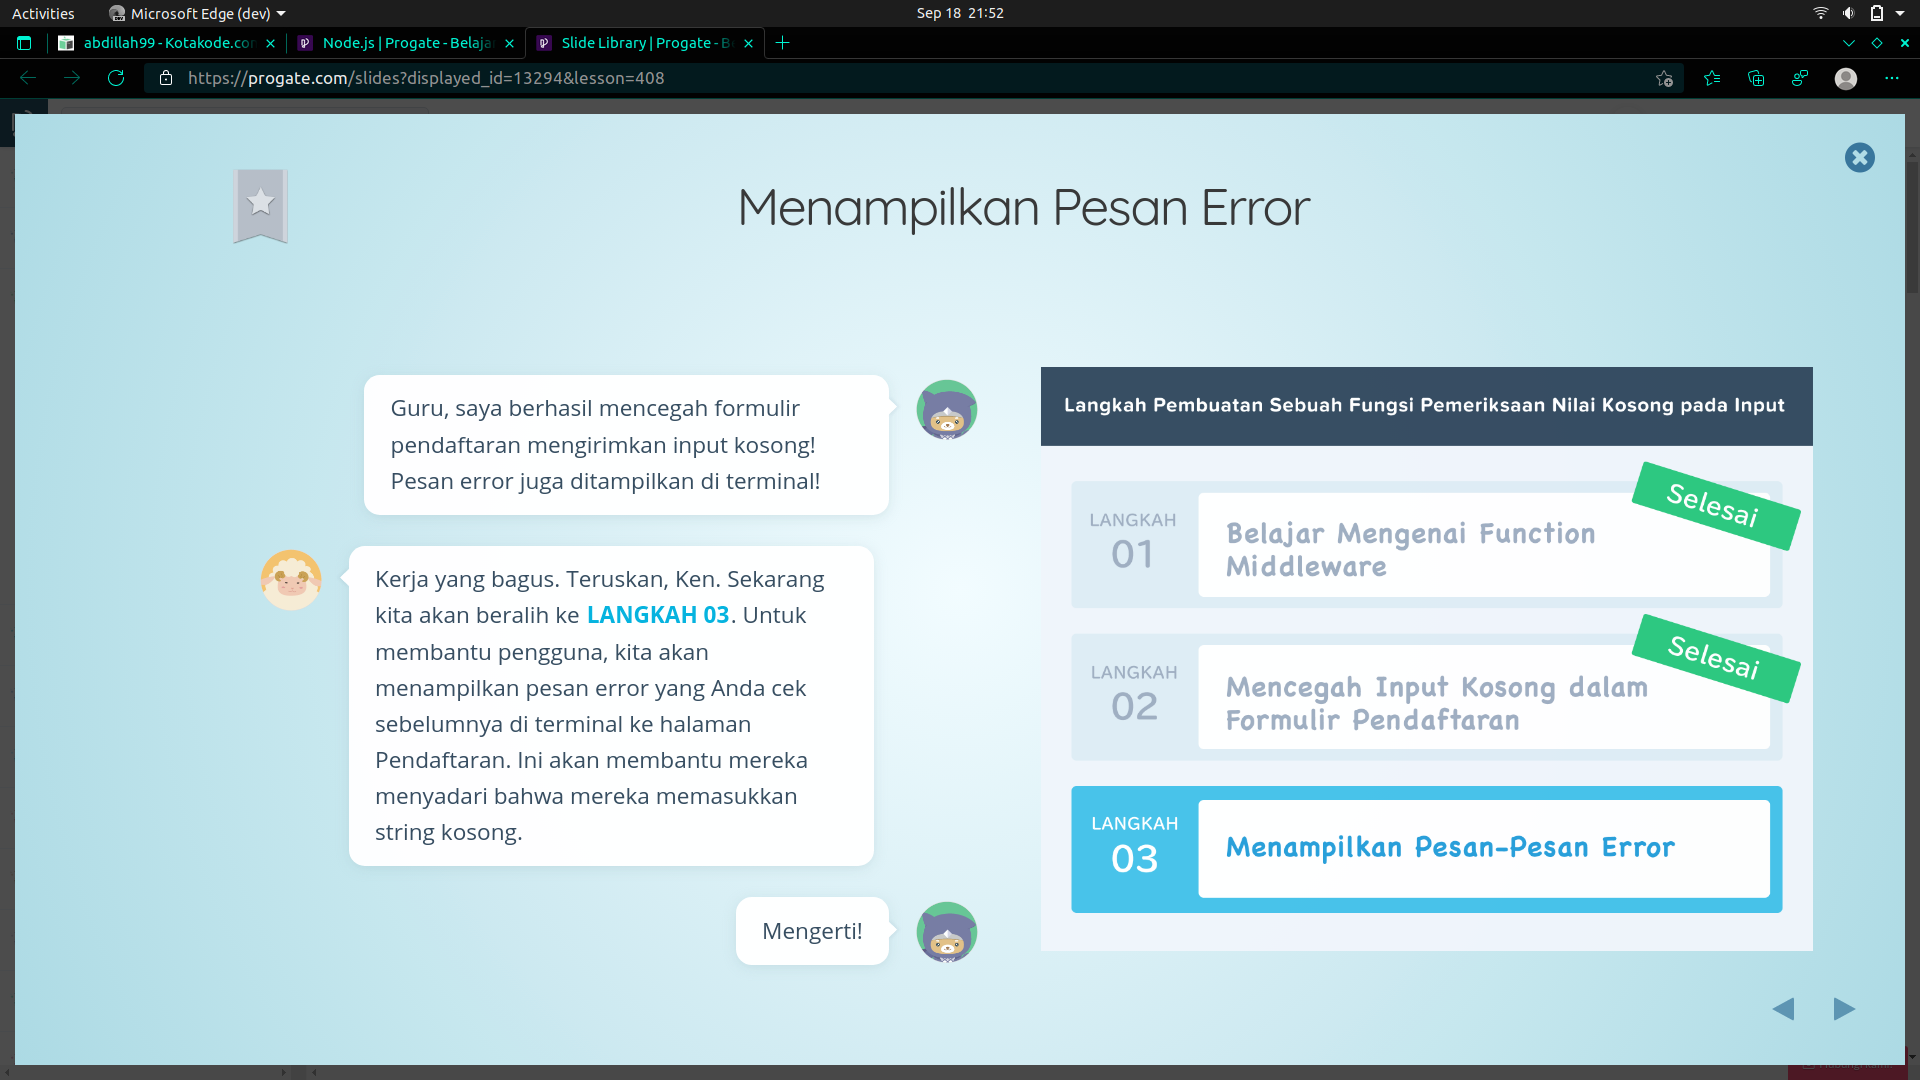 Activities
Microsoft Edge (dev)
Sep 18 21:52
abdillah99 - Kotakode.co
Node.js | Progate - Belaja
Slide Library | Progate - B
https://progate.com/slides?displayed_id=13294&lesson=408
Menampilkan Pesan Error
Guru, saya berhasil mencegah formulir
pendaftaran mengirimkan input kosong!
Pesan error juga ditampilkan di terminal!
Kerja yang bagus. Teruskan, Ken. Sekarang
kita akan beralih ke LANGKAH 03. Untuk
membantu pengguna, kita akan
menampilkan pesan error yang Anda cek
sebelumnya di terminal ke halaman
Pendaftaran. Ini akan membantu mereka
menyadari bahwa mereka memasukkan
string kosong.
Mengerti!
Langkah Pembuatan Sebuah Fungsi Pemeriksaan Nilai Kosong pada Input
LANGKAH
01
Belajar Mengenai Function
Middleware
Selesai
LANGKAH
02
Mencegah Input Kosong dalam
Formulir Pendaftaran
Selesai
LANGKAH
03
Menampilkan Pesan-Pesan Error